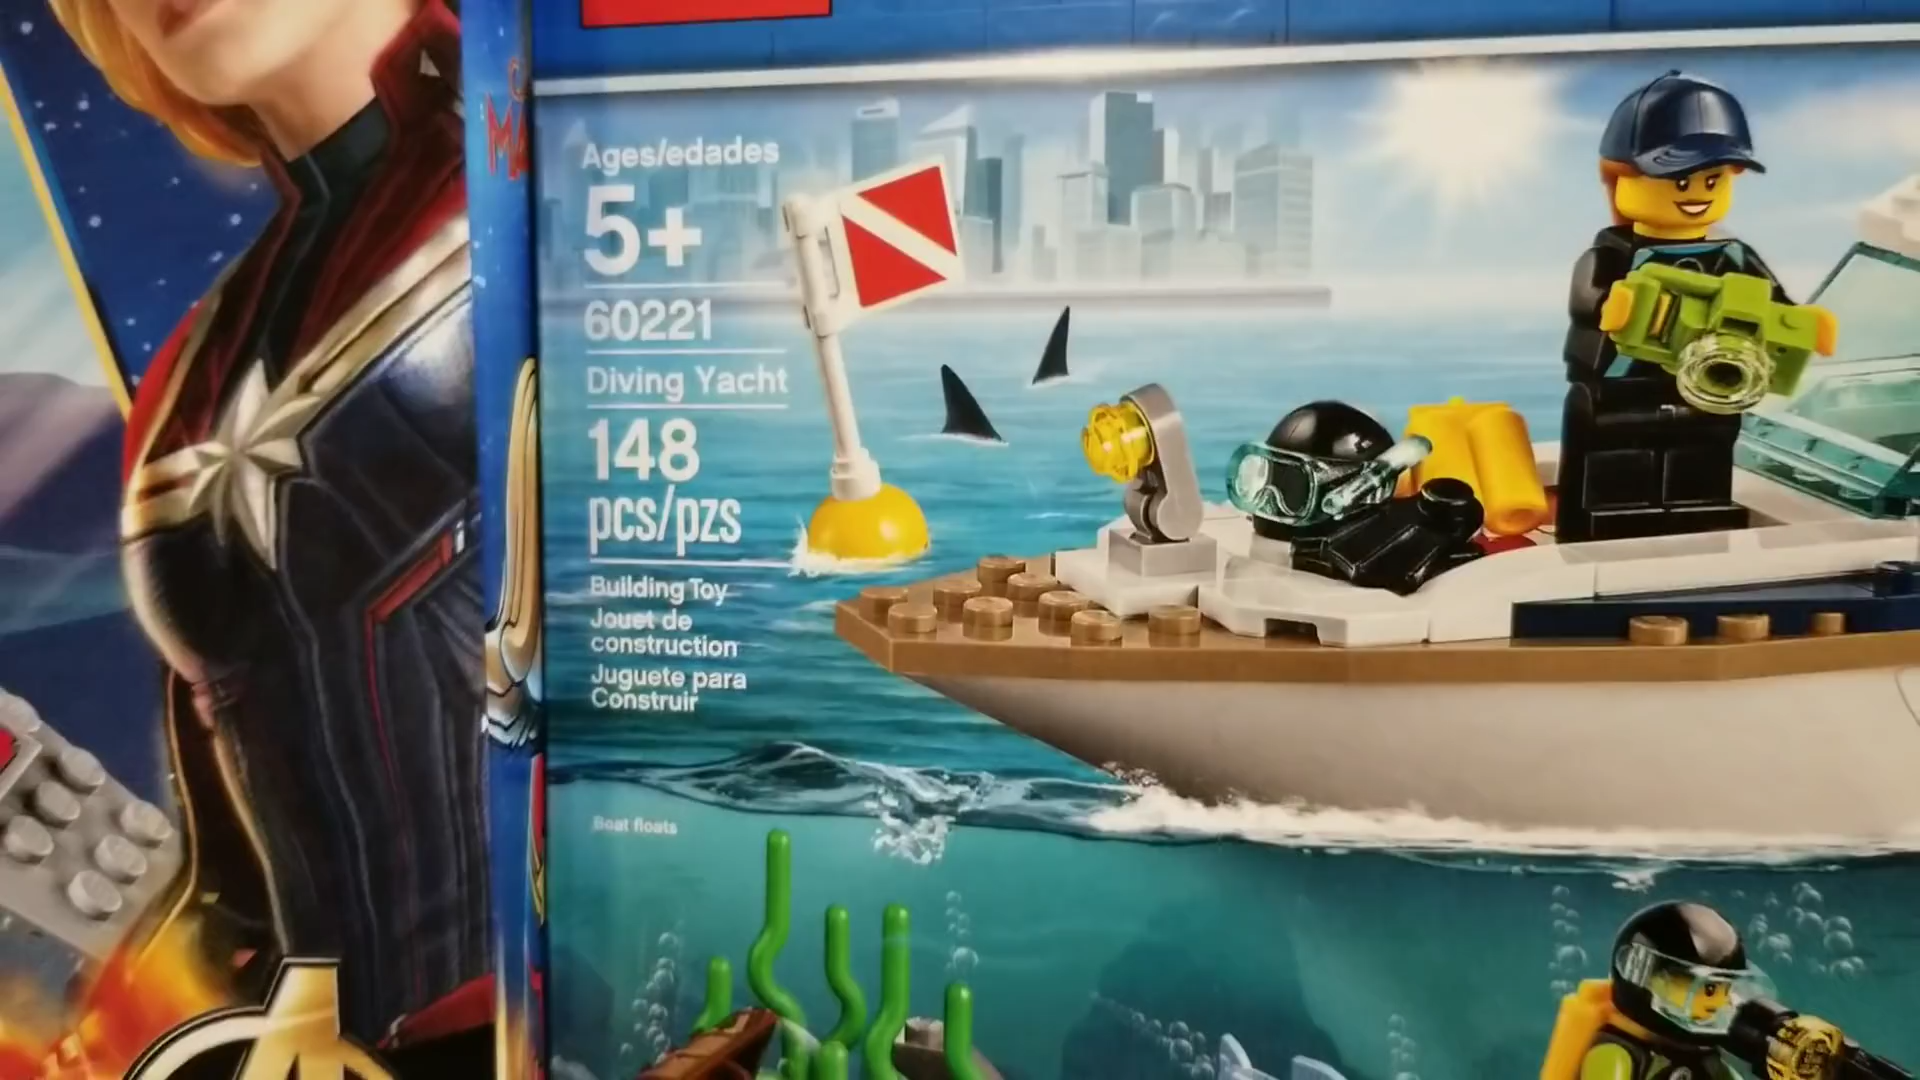 Ages/edades
5+
60221
Diving Yacht
148
pcs/pzs
Building Toy
Jouet de
construction
Juguete para
Construir
Boat floats